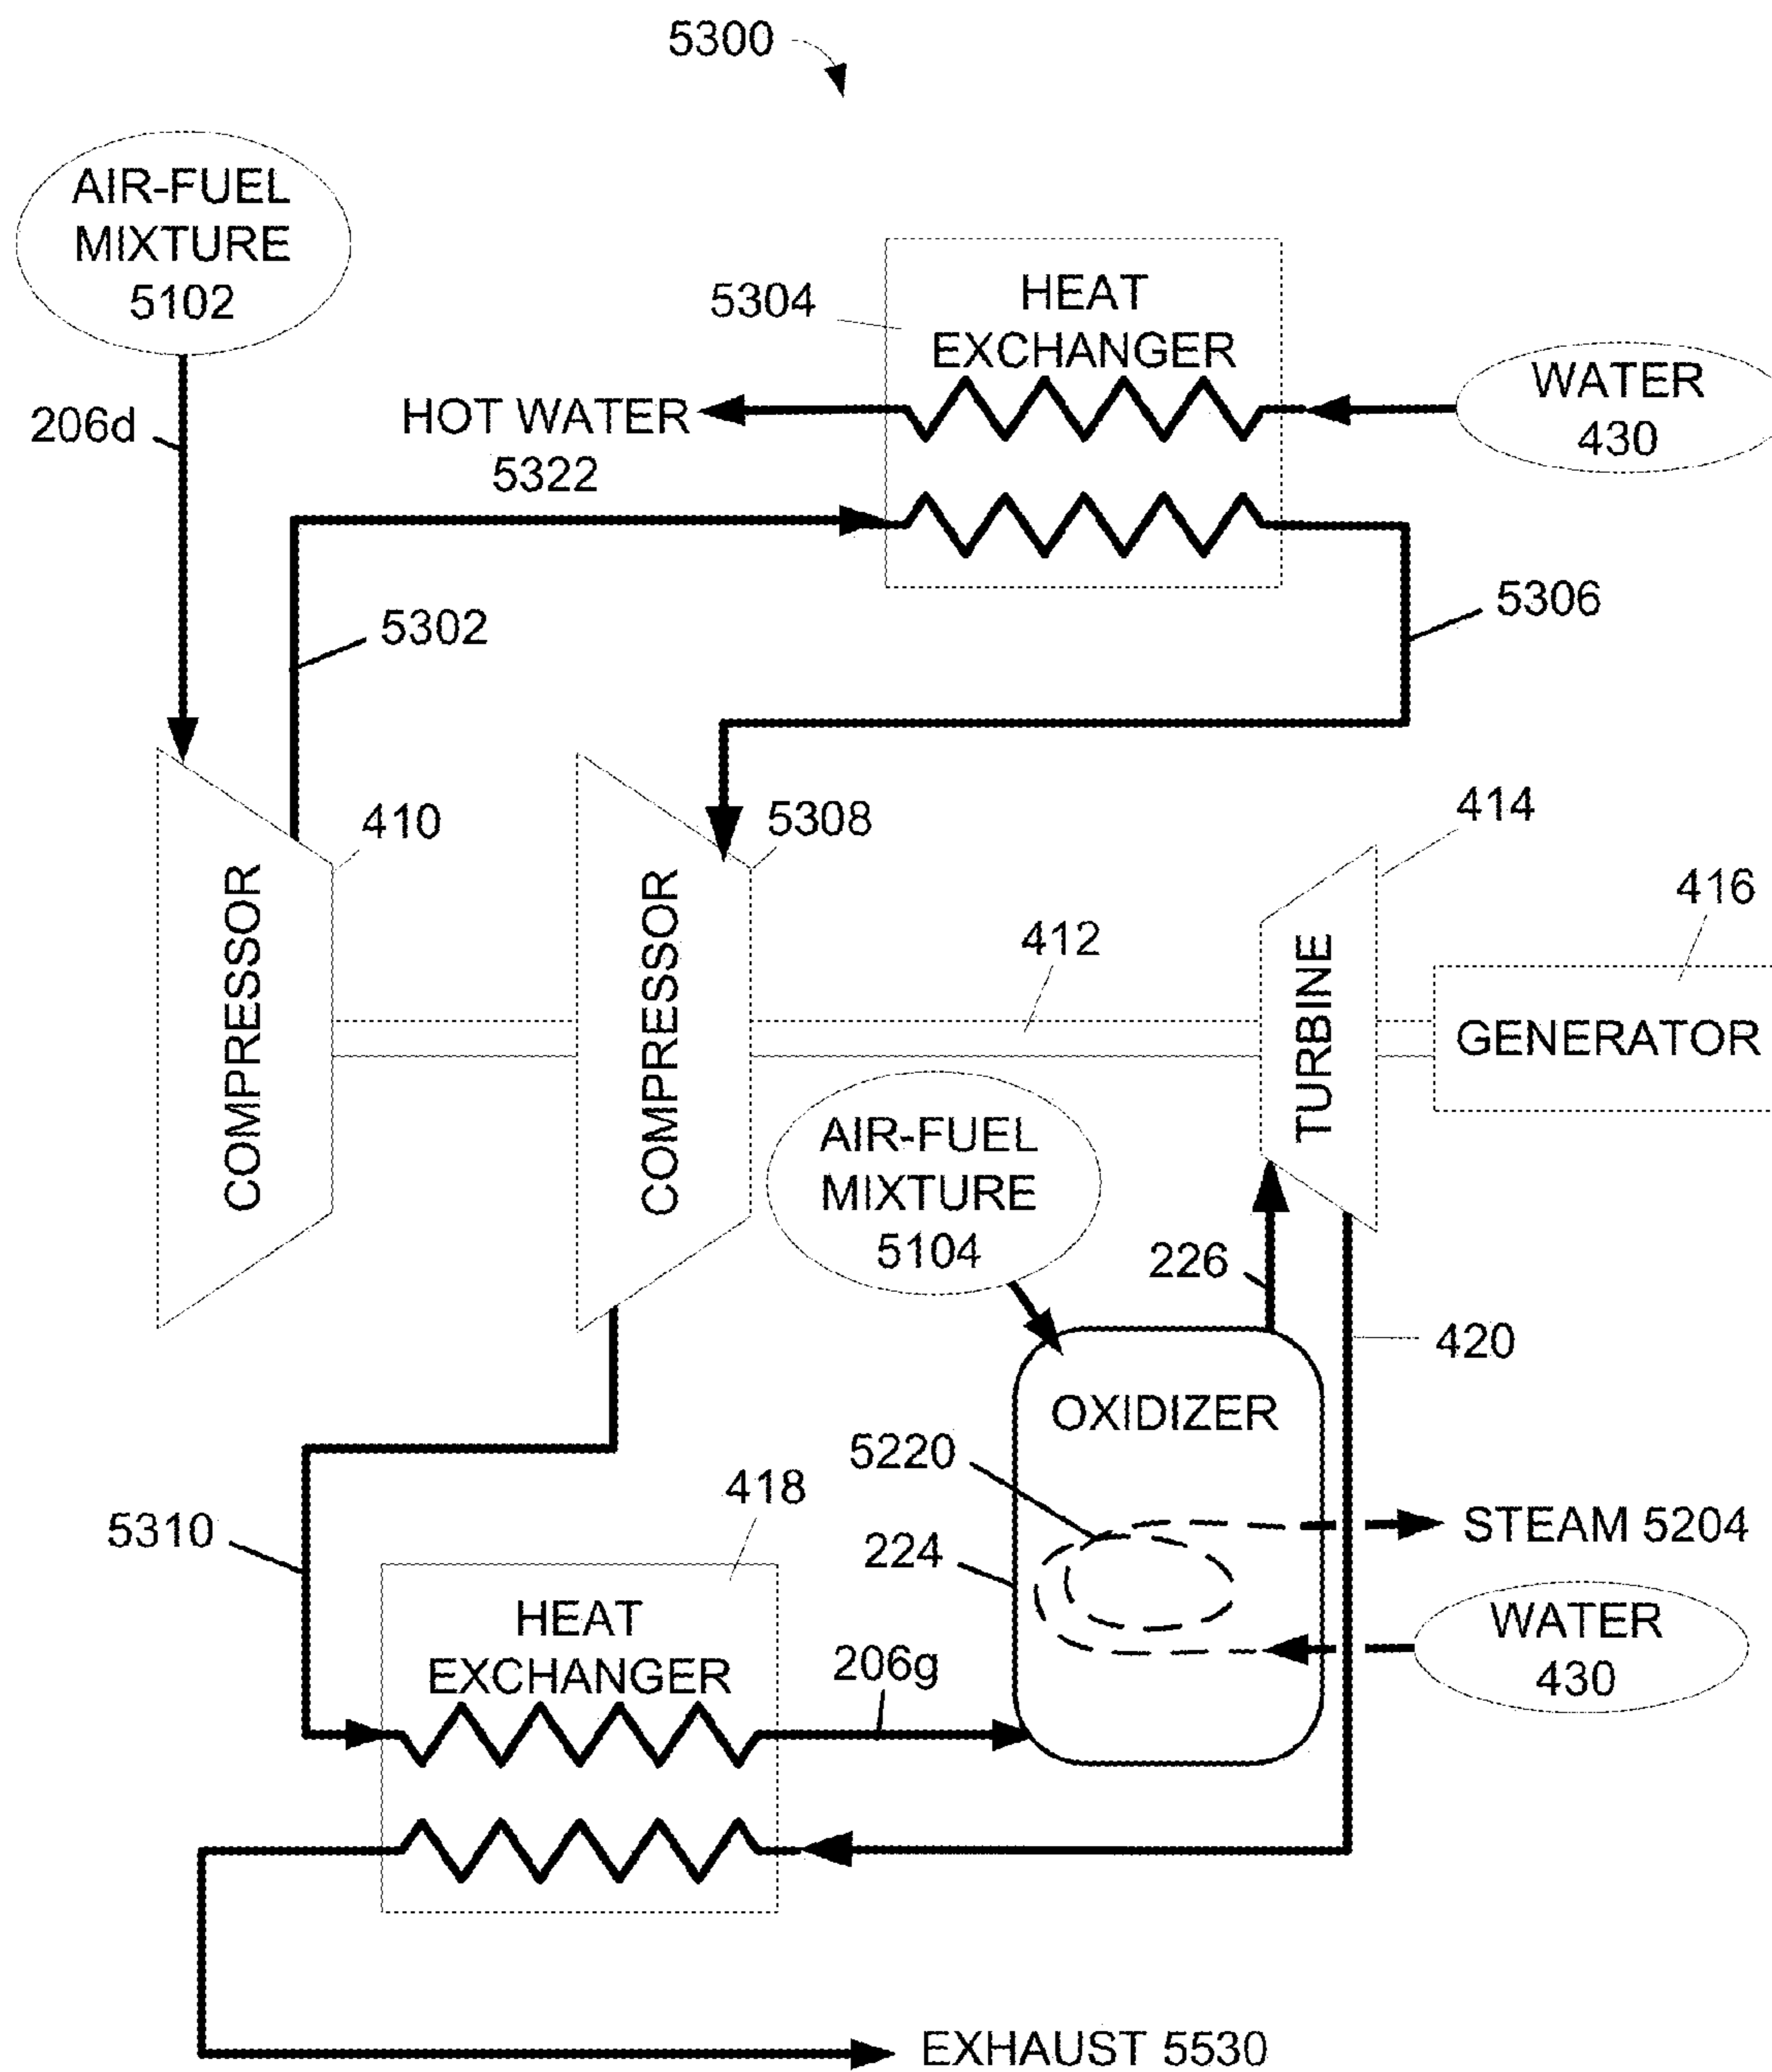 5300
AIR-FUEL
MIXTURE
5102
5304
HEAT
EXCHANGER
WATER
430
206d
HOT WATER
5322
5302
5306
410
5308
414
416
COMPRESSOR
COMPRESSOR
412
TURBINE
GENERATOR
AIR-FUEL
MIXTURE
5104
226
420
OXIDIZER
5220
418
5310
224
STEAM 5204
HEAT
EXCHANGER
206g
WATER
430
EXHAUST 5530